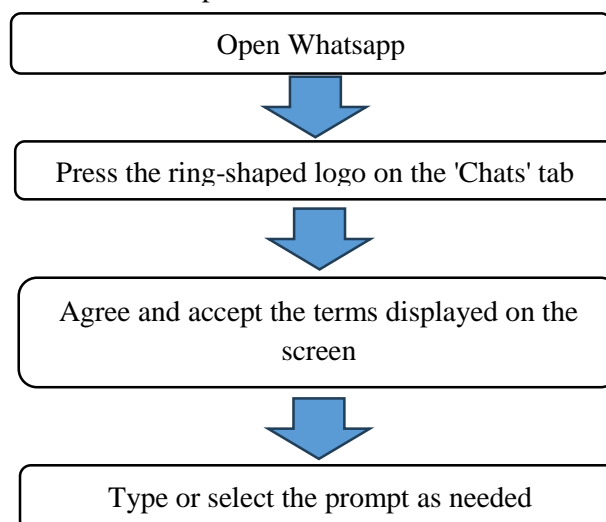 Open Whatsapp
Press the ring-shaped logo on the 'Chats' tab
Agree and accept the terms displayed on the
screen
Type or select the prompt as needed